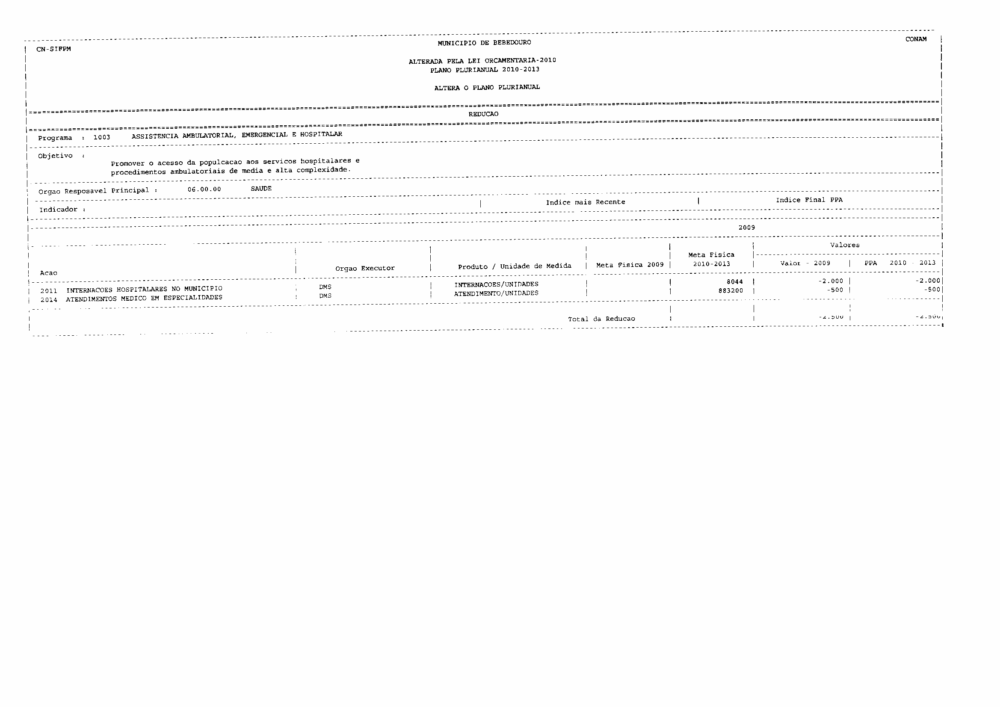 CN-SIFPM MUNICIPIO DE BEBEDOURO CONAM
ALTERADA PELA LEI ORCAMENTARIA-2010
PLANO PLURIANUAL 2010-2013
ALTERA O PLANO PLURIANUAL
REDUCAO
Programa : 1003 ASSISTENCIA AMBULATORIAL, EMERGENCIAL E HOSPITALAR
Objetivo :
Promover o acesso da populcacao aos servicos hospitalares e
procedimentos ambulatoriais de media e alta complexidade.
Orgao Resposavel Principal : 06.00.00 SAUDE
Indicador : | Indice mais Recente | Indice Final PPA
2009
Valores
Meta Fisica
Acao | Orgao Executor | Produto / Unidade de Medida | Meta Fisica 2009 | 2010-2013 | Valor - 2009 | PPA 2010 - 2013
2011 INTERNACOES HOSPITALARES NO MUNICIPIO | DMS | INTERNACOES/UNIDADES | | 8044 | -2.000 | -2.000
2014 ATENDIMENTOS MEDICO EM ESPECIALIDADES | DMS | ATENDIMENTO/UNIDADES | | 883200 | -500 | -500
Total da Reducao | | -2.500 | -2.500